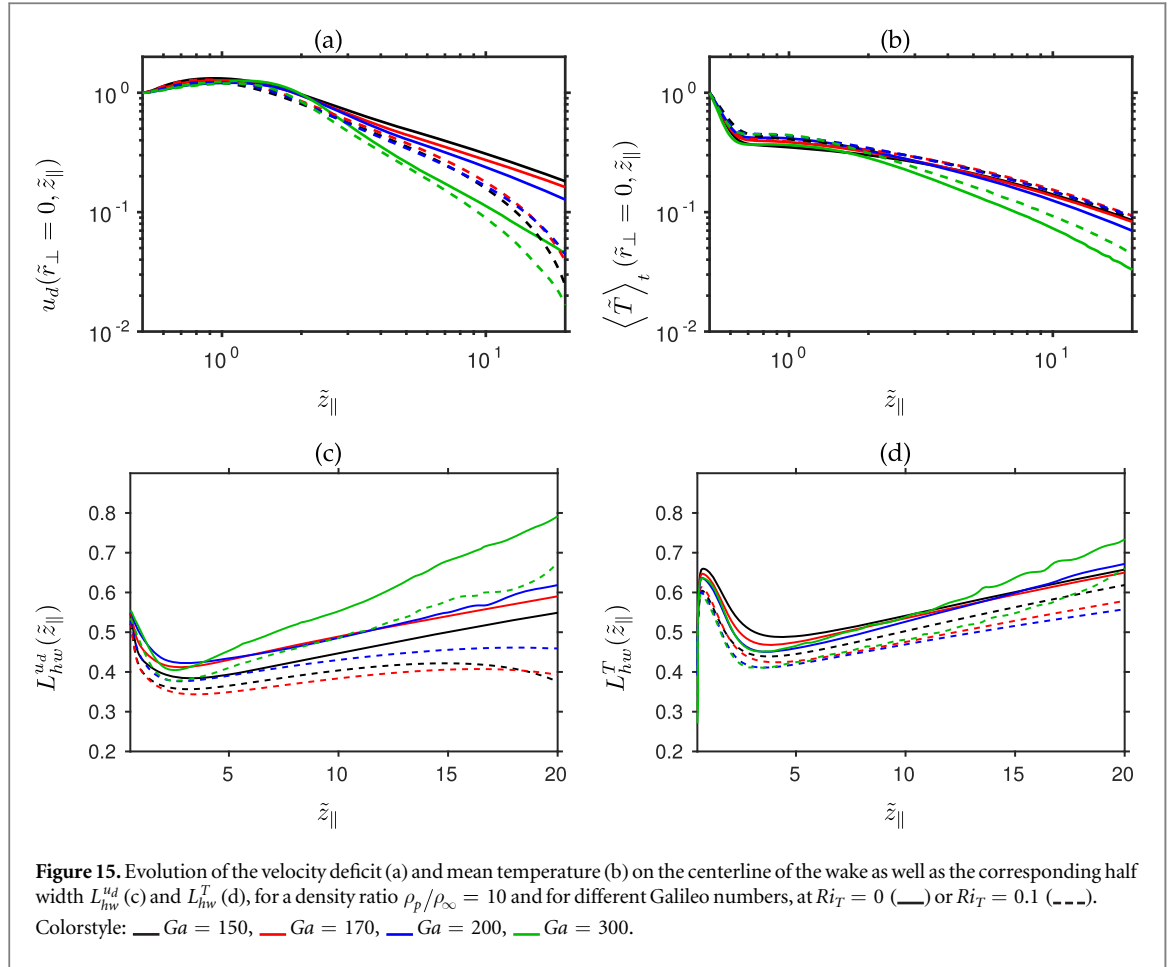 (a)
(b)
10^0
10^-1
10^-2
10^0
10^1
u_d(r̃_⊥ = 0, z̃_∥)
z̃_∥
10^0
10^-1
10^-2
10^0
10^1
⟨T̃⟩_t (r̃_⊥ = 0, z̃_∥)
z̃_∥
(c)
(d)
0.8
0.7
0.6
0.5
0.4
0.3
0.2
5
10
15
20
L_hw^{u_d}(z̃_∥)
z̃_∥
0.8
0.7
0.6
0.5
0.4
0.3
0.2
5
10
15
20
L_hw^T(z̃_∥)
z̃_∥
Figure 15. Evolution of the velocity deficit (a) and mean temperature (b) on the centerline of the wake as well as the corresponding half
width L_hw^{u_d} (c) and L_hw^T (d), for a density ratio ρ_p/ρ_∞ = 10 and for different Galileo numbers, at Ri_T = 0 (—) or Ri_T = 0.1 (---).
Colorstyle: — Ga = 150, — Ga = 170, — Ga = 200, — Ga = 300.